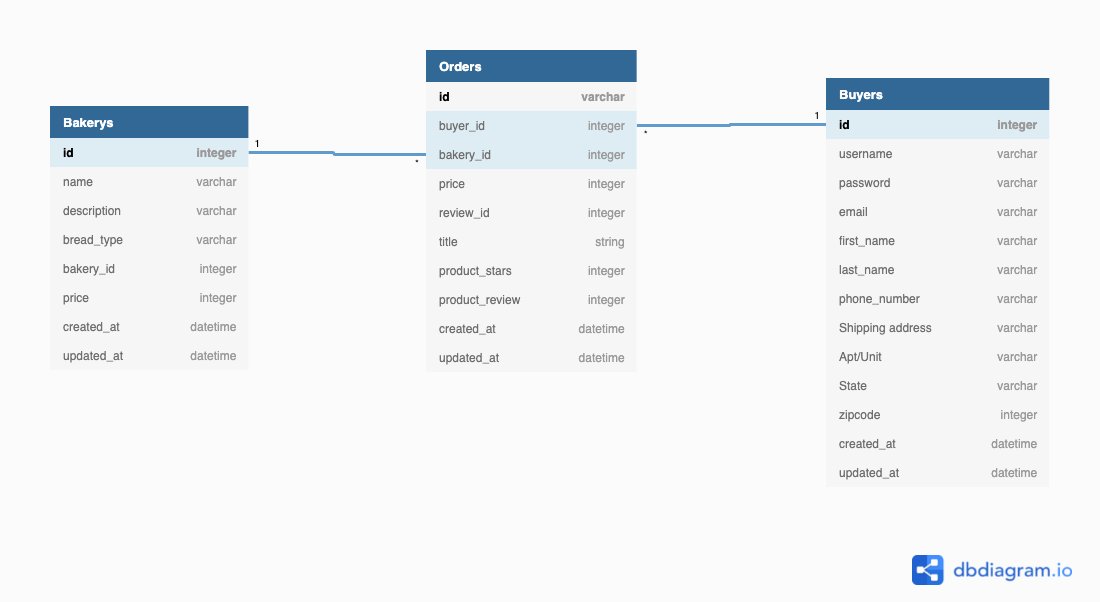 Bakerys
id integer
name varchar
description varchar
bread_type varchar
bakery_id integer
price integer
created_at datetime
updated_at datetime
1
*
Orders
id varchar
buyer_id integer
bakery_id integer
price integer
review_id integer
title string
product_stars integer
product_review integer
created_at datetime
updated_at datetime
*
1
Buyers
id integer
username varchar
password varchar
email varchar
first_name varchar
last_name varchar
phone_number varchar
Shipping address varchar
Apt/Unit varchar
State varchar
zipcode integer
created_at datetime
updated_at datetime
dbdiagram.io